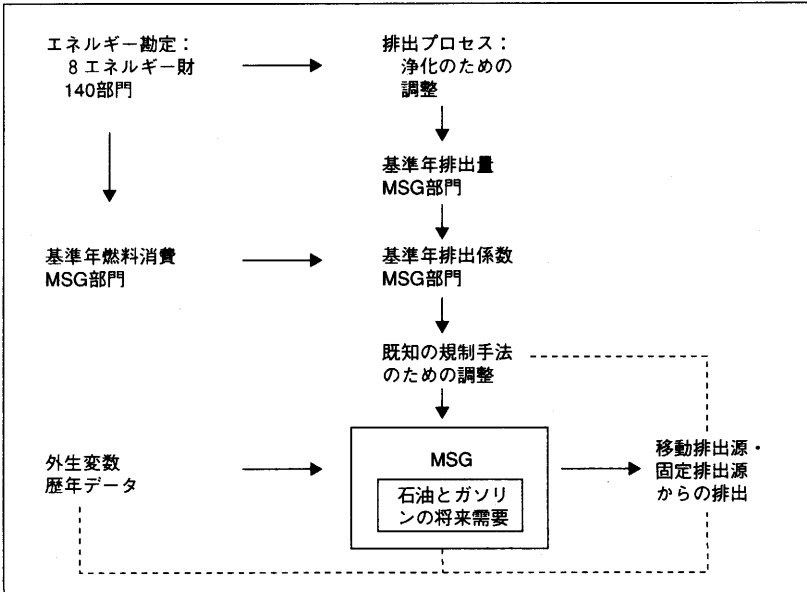 エネルギー勘定：
8エネルギー財
140部門
排出プロセス：
浄化のための
調整
基準年排出量
MSG部門
基準年燃料消費
MSG部門
基準年排出係数
MSG部門
既知の規制手法
のための調整
外生変数
歴年データ
MSG
石油とガソリ
ンの将来需要
移動排出源・
固定排出源
からの排出